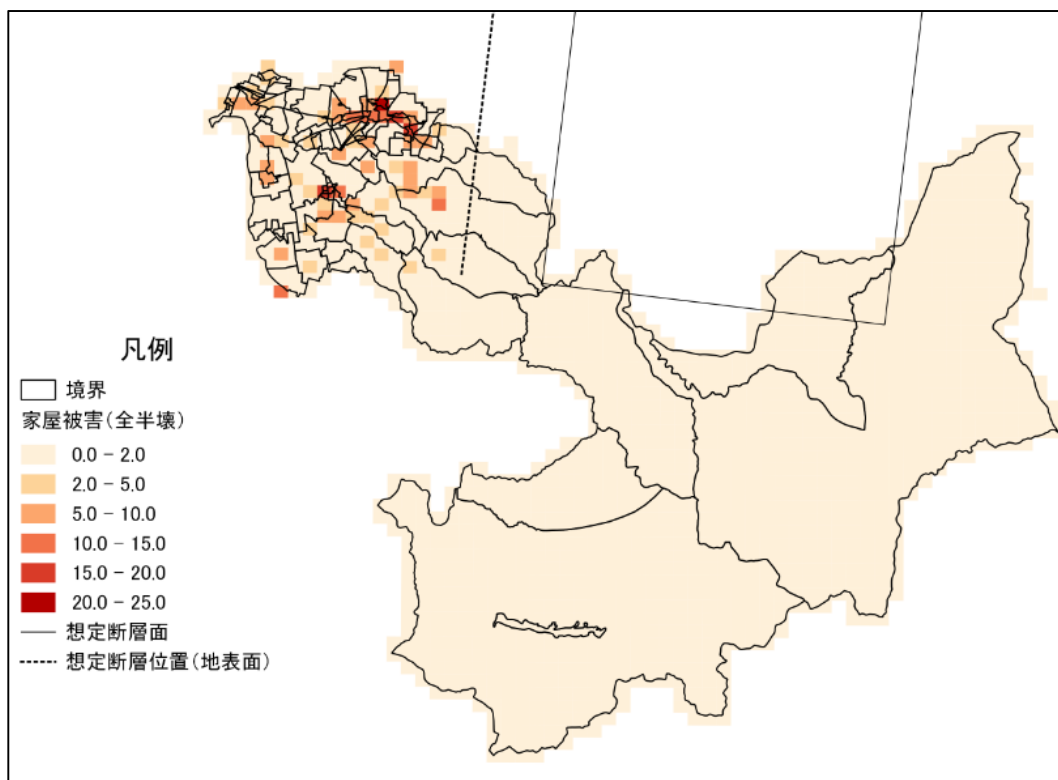 凡例
境界
家屋被害(全半壊)
0.0 - 2.0
2.0 - 5.0
5.0 - 10.0
10.0 - 15.0
15.0 - 20.0
20.0 - 25.0
想定断層面
想定断層位置(地表面)